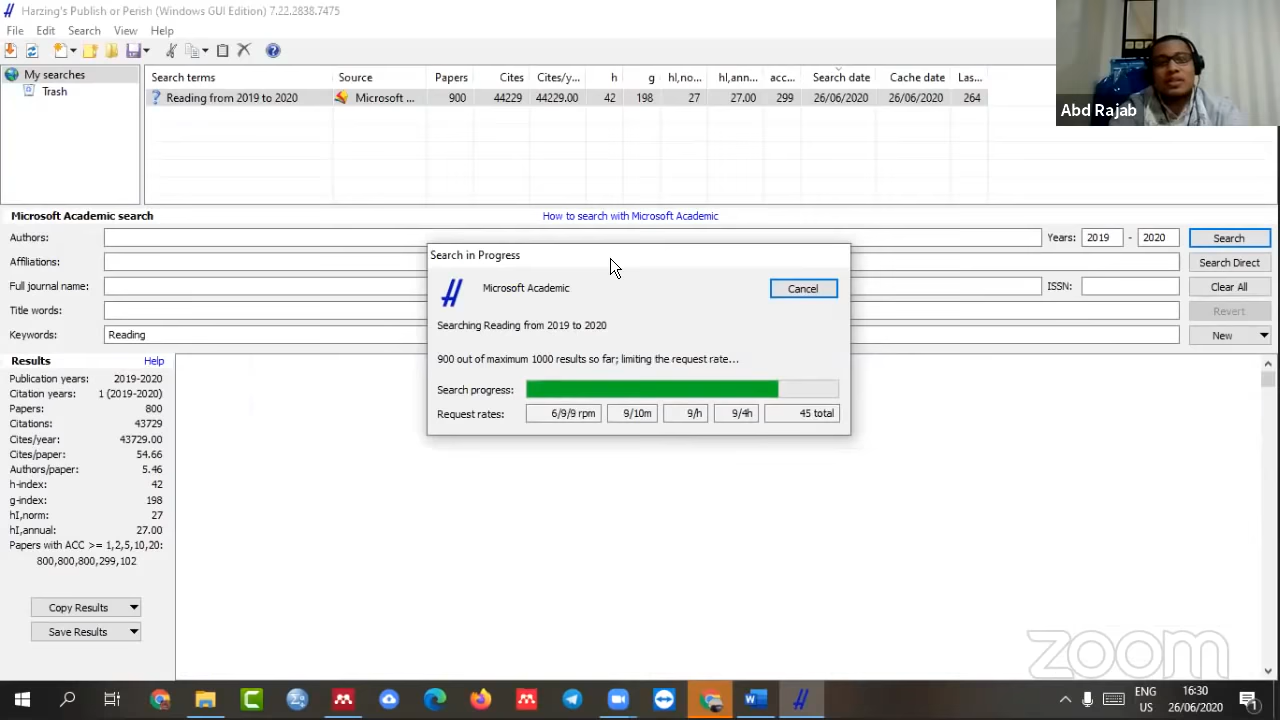 Harzing's Publish or Perish (Windows GUI Edition) 7.22.2838.7475
File Edit Search View Help
My searches
Trash
Search terms Source Papers Cites Cites/y... h g hI,no... hI,ann... acc... Search date Cache date Las...
Reading from 2019 to 2020 Microsoft ... 900 44229 44229.00 42 198 27 27.00 299 26/06/2020 26/06/2020 264
Abd Rajab
Microsoft Academic search How to search with Microsoft Academic
Authors: Years: 2019 - 2020 Search
Affiliations: Search Direct
Full journal name: ISSN: Clear All
Title words: Revert
Keywords: Reading New
Search in Progress
Microsoft Academic Cancel
Searching Reading from 2019 to 2020
900 out of maximum 1000 results so far; limiting the request rate...
Search progress:
Request rates: 6/9/9 rpm 9/10m 9/h 9/4h 45 total
Results Help
Publication years: 2019-2020
Citation years: 1 (2019-2020)
Papers: 800
Citations: 43729
Cites/year: 43729.00
Cites/paper: 54.66
Authors/paper: 5.46
h-index: 42
g-index: 198
hI,norm: 27
hI,annual: 27.00
Papers with ACC >= 1,2,5,10,20:
800,800,800,299,102
Copy Results
Save Results
zoom
ENG
US
16:30
26/06/2020
1